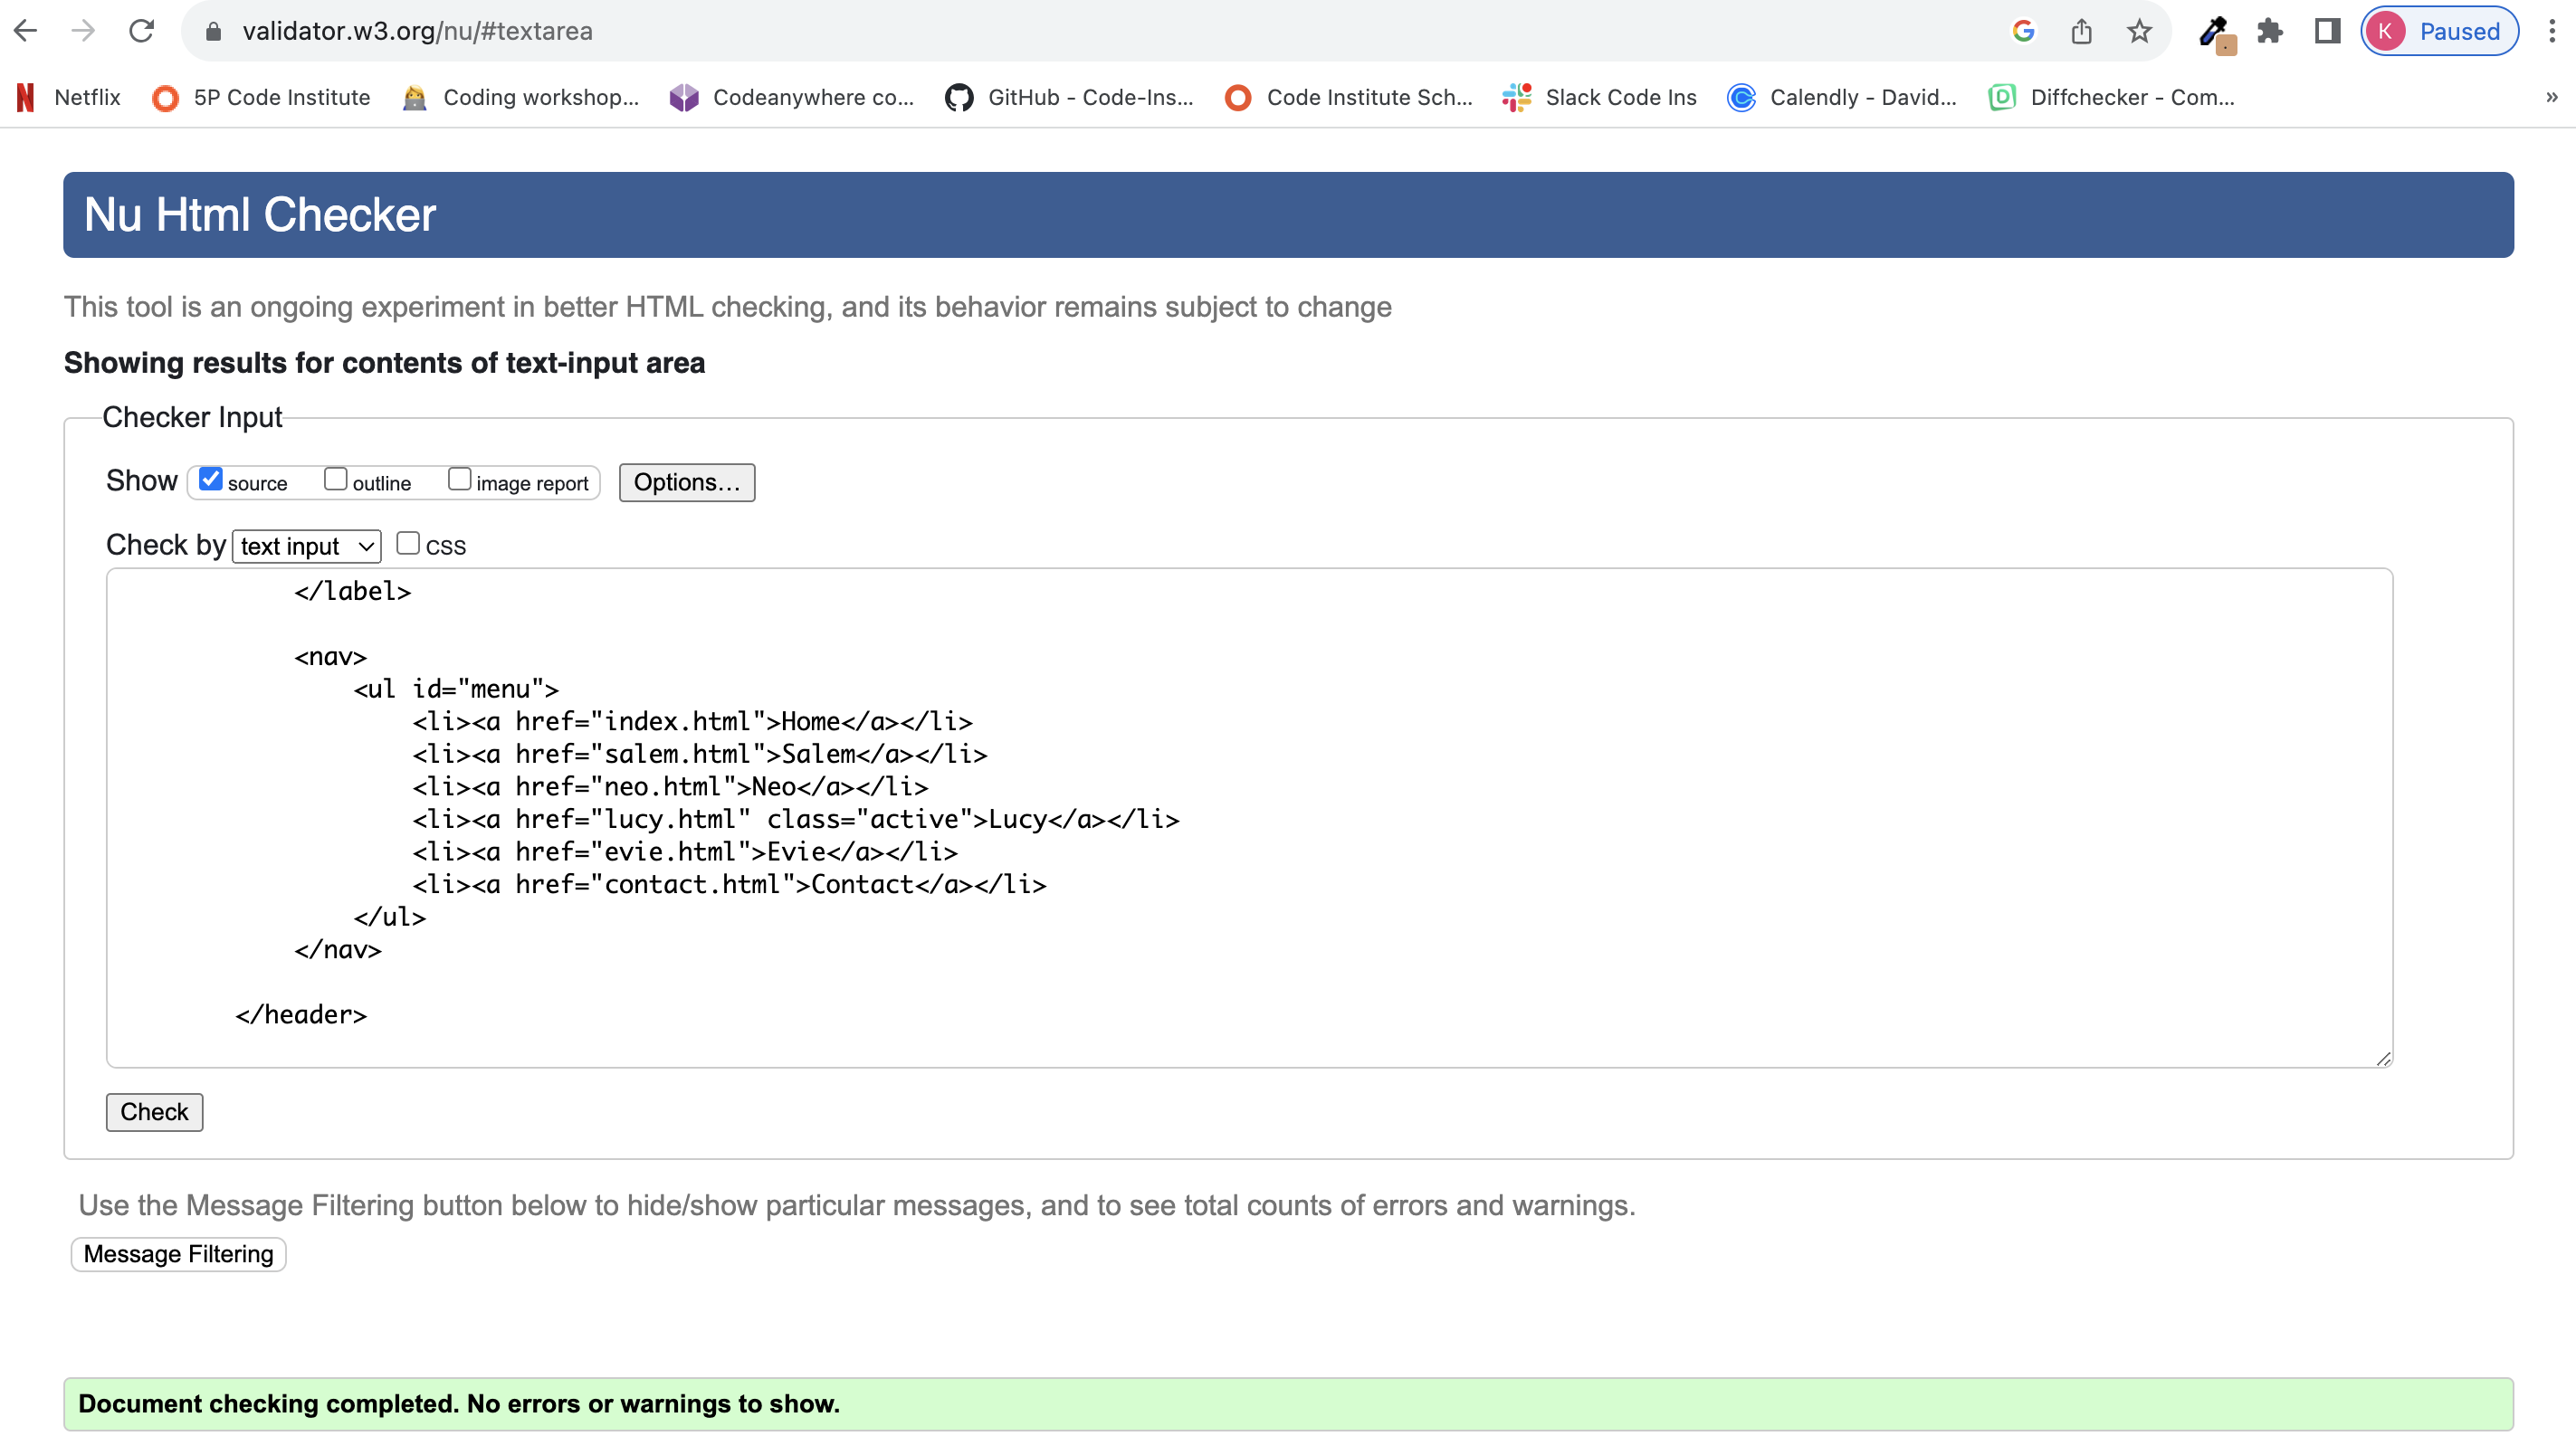 validator.w3.org/nu/#textarea
K Paused
Netflix 5P Code Institute Coding workshop... Codeanywhere co... GitHub - Code-Ins... Code Institute Sch... Slack Code Ins Calendly - David... Diffchecker - Com... »
Nu Html Checker
This tool is an ongoing experiment in better HTML checking, and its behavior remains subject to change
Showing results for contents of text-input area
Checker Input
Show source outline image report Options...
Check by text input CSS
</label>
<nav>
<ul id="menu">
<li><a href="index.html">Home</a></li>
<li><a href="salem.html">Salem</a></li>
<li><a href="neo.html">Neo</a></li>
<li><a href="lucy.html" class="active">Lucy</a></li>
<li><a href="evie.html">Evie</a></li>
<li><a href="contact.html">Contact</a></li>
</ul>
</nav>
</header>
Check
Use the Message Filtering button below to hide/show particular messages, and to see total counts of errors and warnings.
Message Filtering
Document checking completed. No errors or warnings to show.